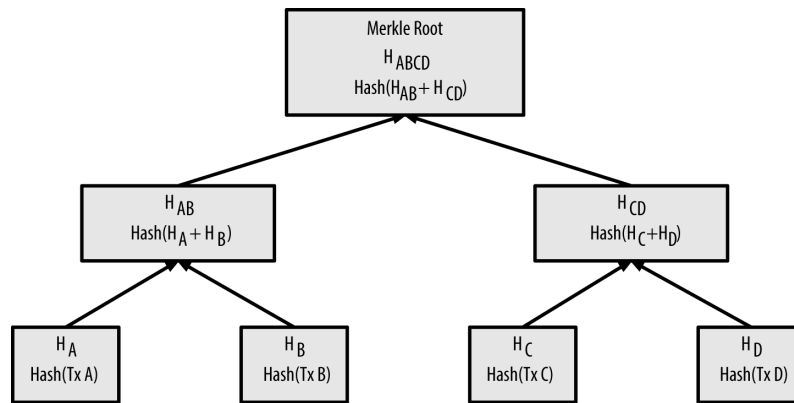 Merkle Root
H ABCD
Hash(H AB + H CD)
H AB
Hash(H A + H B)
H CD
Hash(H C+H D)
H A
Hash(Tx A)
H B
Hash(Tx B)
H C
Hash(Tx C)
H D
Hash(Tx D)